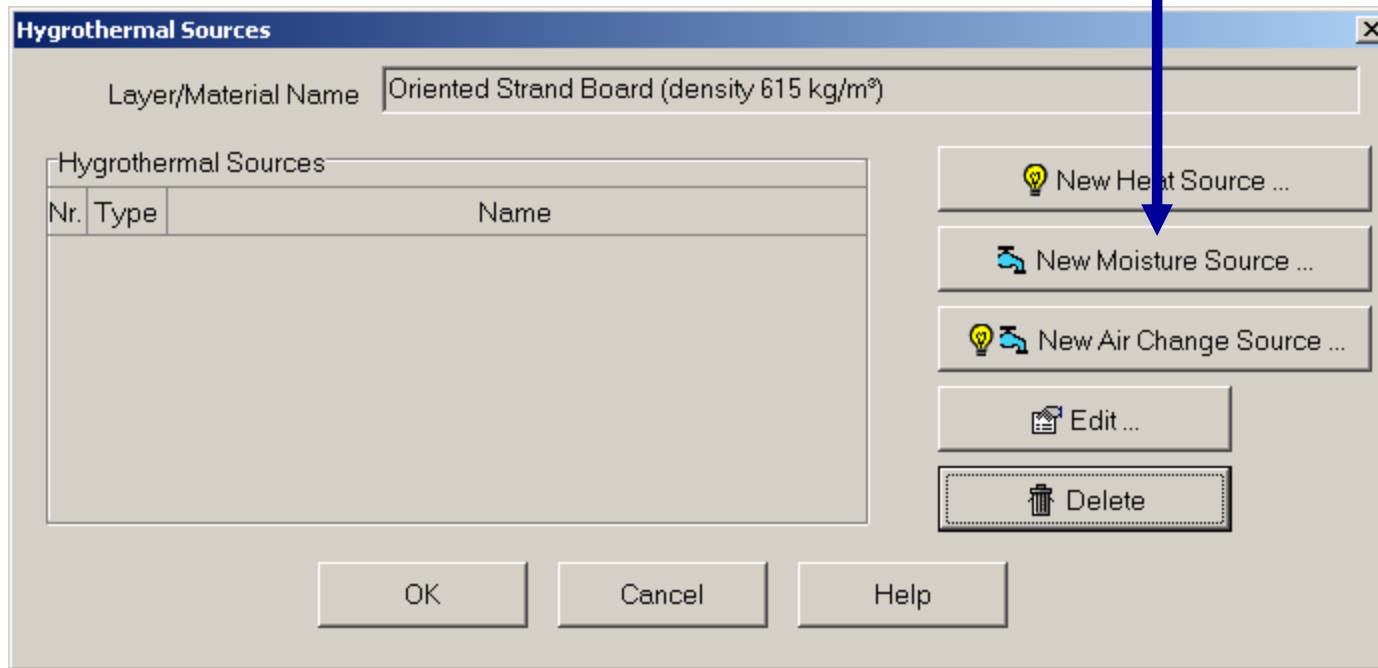 Hygrothermal Sources
Layer/Material Name Oriented Strand Board (density 615 kg/m³)
Hygrothermal Sources
Nr. Type Name
New Heat Source ...
New Moisture Source ...
New Air Change Source ...
Edit ...
Delete
OK Cancel Help